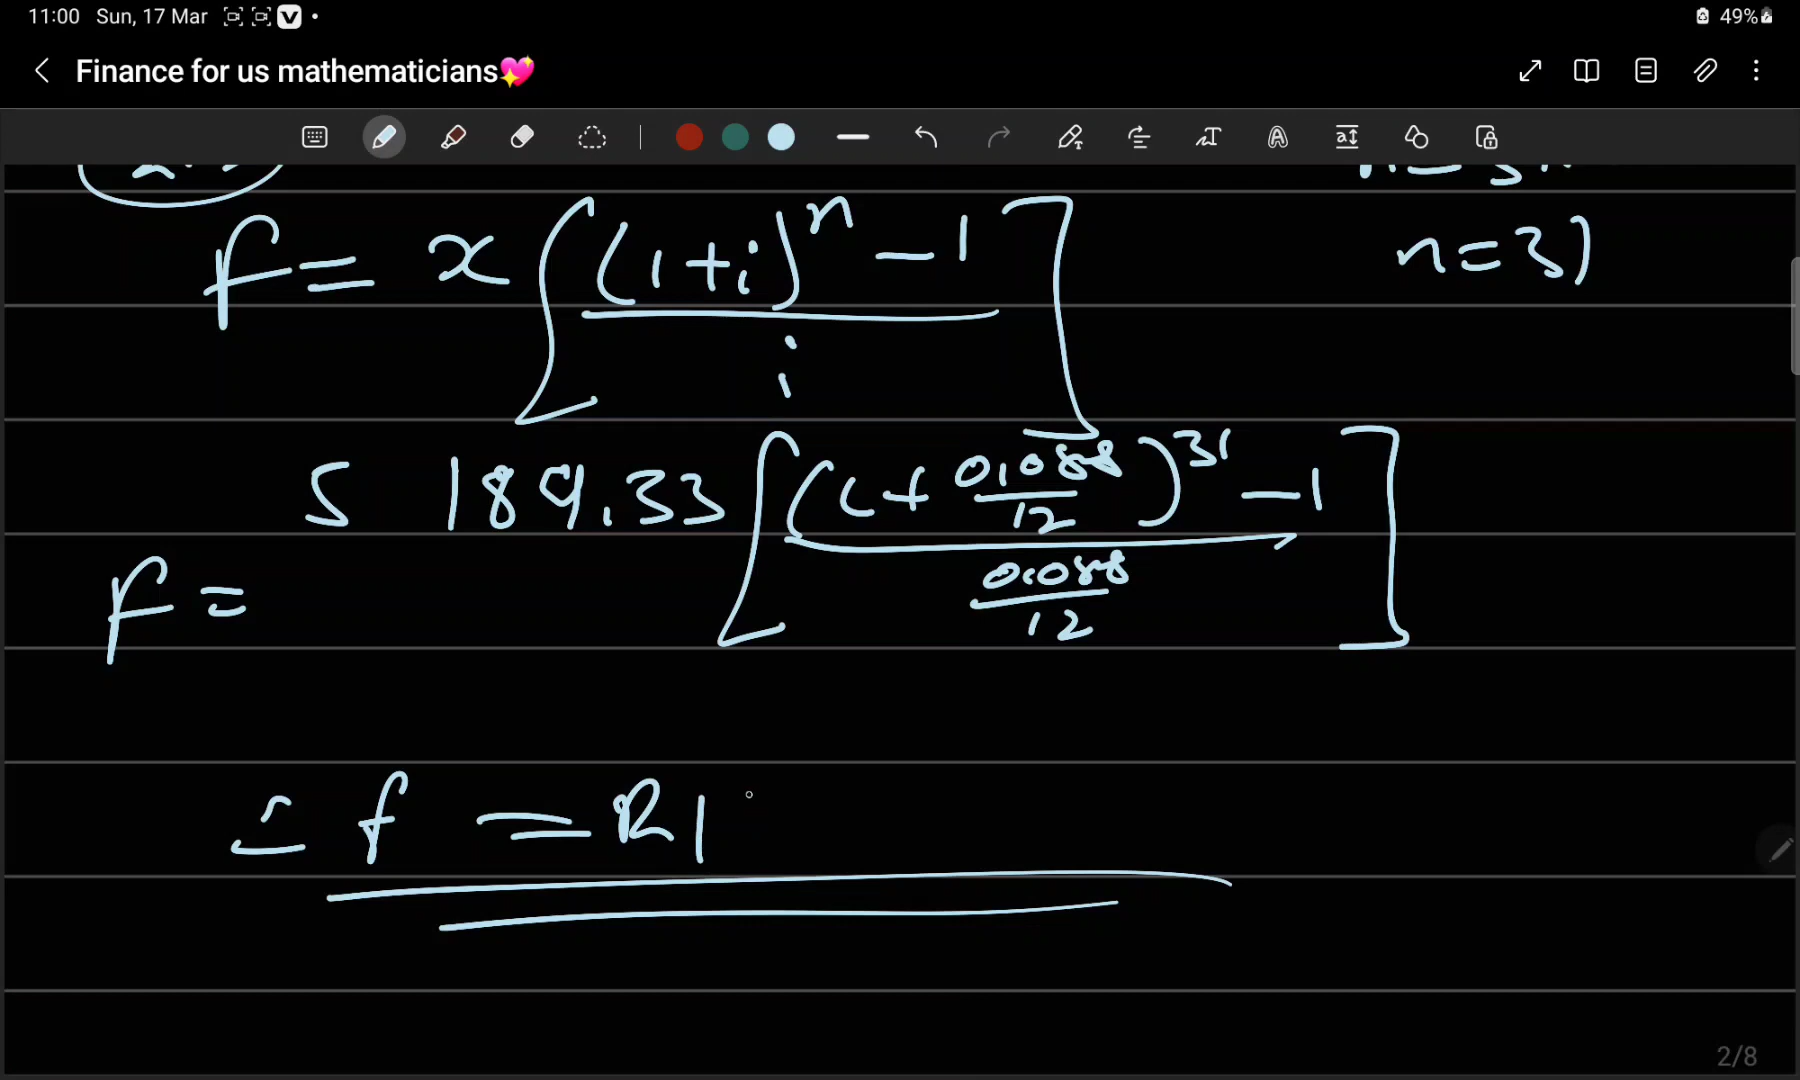 11:00 Sun, 17 Mar 49%
Finance for us mathematicians💖
n = 31
F = x[((1+i)^n - 1)/i]
F = 5 189,33[((1 + 0,088/12)^31 - 1)/(0,088/12)]
∴ F = R1
2/8